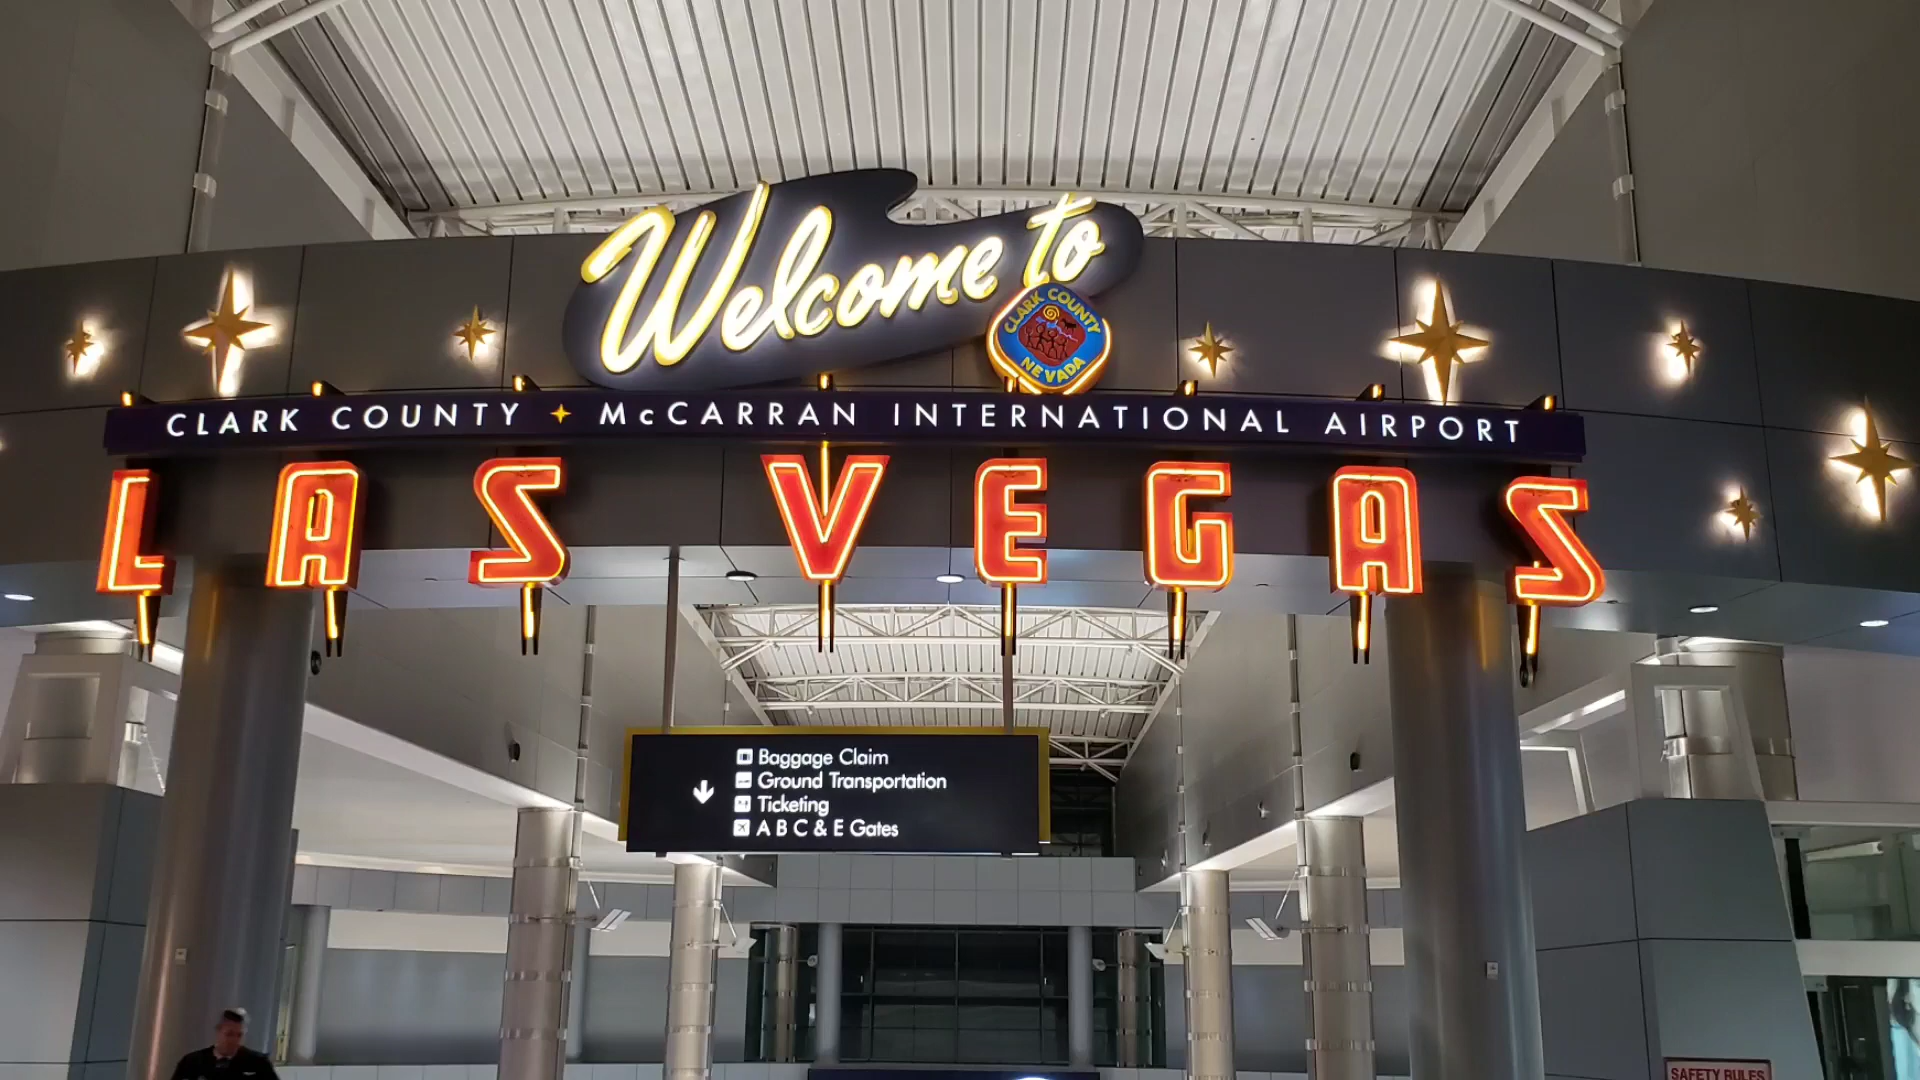 Welcome to
CLARK COUNTY
NEVADA
CLARK COUNTY McCARRAN INTERNATIONAL AIRPORT
LAS VEGAS
Baggage Claim
Ground Transportation
Ticketing
A B C & E Gates
SAFETY RULES